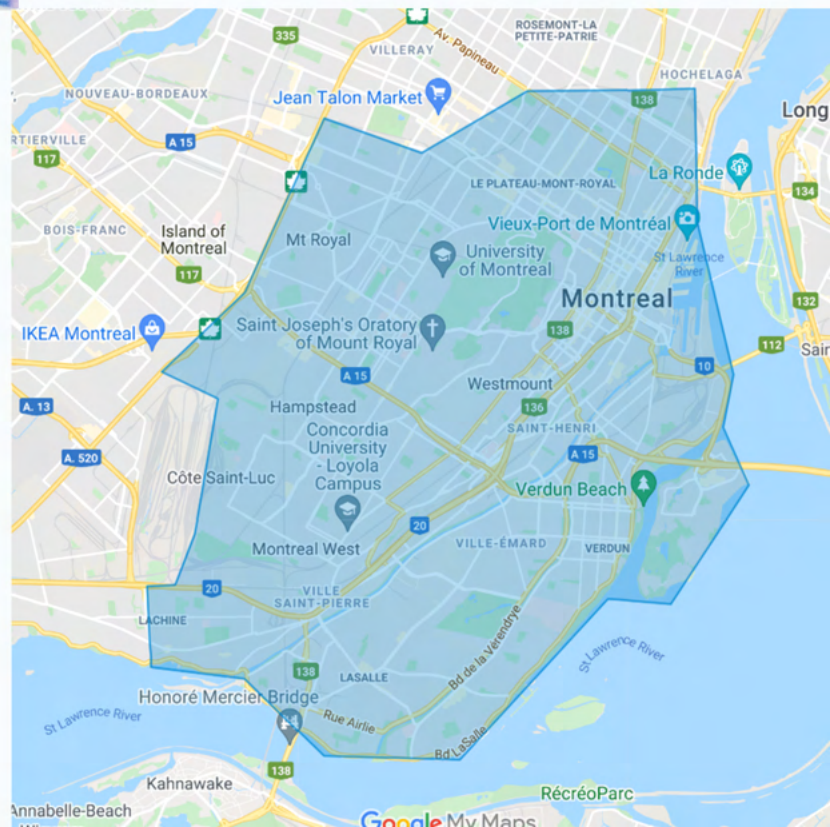 335
VILLERAY
Av. Papineau
ROSEMONT-LA
PETITE-PATRIE
NOUVEAU-BORDEAUX
Jean Talon Market
138
HOCHELAGA
Long
RTIERVILLE
A 15
117
LE PLATEAU-MONT-ROYAL
La Ronde
134
BOIS-FRANC
Island of
Montreal
Mt Royal
University
of Montreal
Vieux-Port de Montréal
St Lawrence
River
117
Montreal
132
IKEA Montreal
Saint Joseph's Oratory
of Mount Royal
138
112
Sain
A 15
Westmount
10
A. 13
Hampstead
136
Concordia
University
- Loyola
Campus
SAINT-HENRI
A. 520
A 15
Côte Saint-Luc
Verdun Beach
20
Montreal West
VILLE-ÉMARD
VERDUN
20
VILLE
SAINT-PIERRE
LACHINE
Bd de la Vérendrye
St Lawrence River
138
LASALLE
Honoré Mercier Bridge
St Lawrence River
Rue Airlie
Bd LaSalle
138
Kahnawake
RécréoParc
Annabelle-Beach
Google My Maps